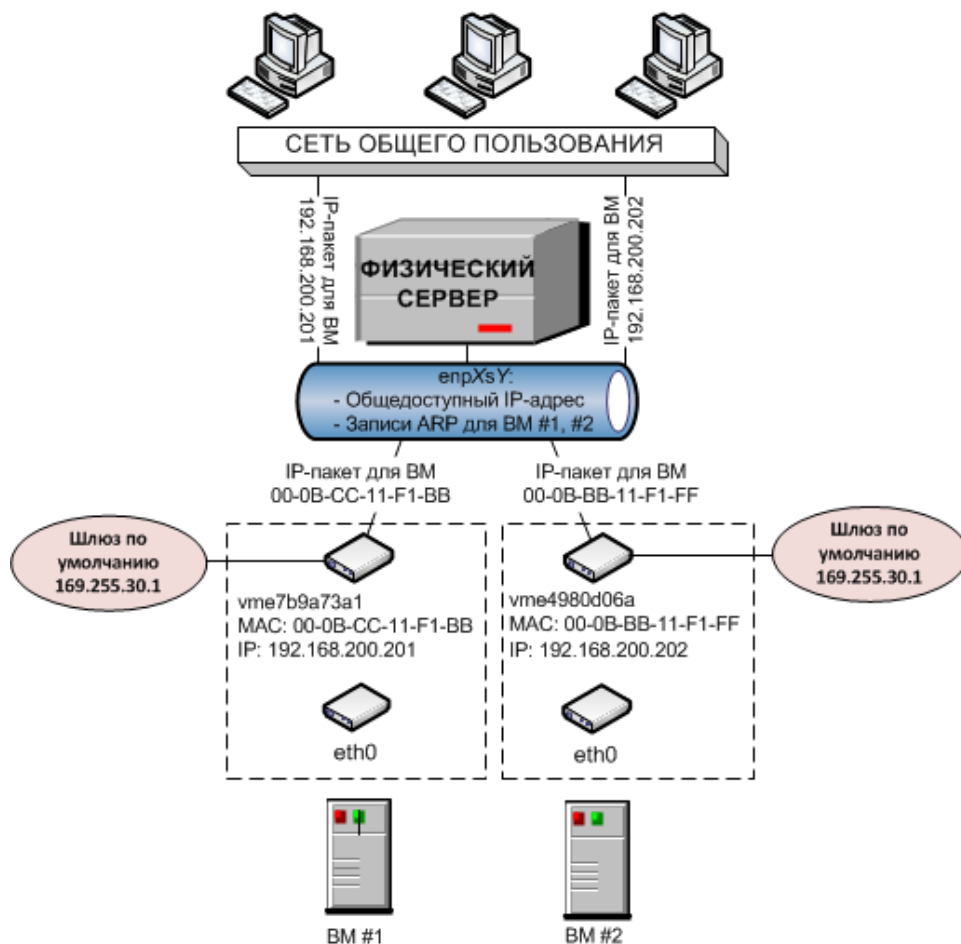 СЕТЬ ОБЩЕГО ПОЛЬЗОВАНИЯ
IP-пакет для ВМ
192.168.200.201
ФИЗИЧЕСКИЙ
СЕРВЕР
IP-пакет для ВМ
192.168.200.202
enpXsY:
- Общедоступный IP-адрес
- Записи ARP для ВМ #1, #2
IP-пакет для ВМ
00-0B-CC-11-F1-BB
IP-пакет для ВМ
00-0B-BB-11-F1-FF
Шлюз по
умолчанию
169.255.30.1
Шлюз по
умолчанию
169.255.30.1
vme7b9a73a1
MAC: 00-0B-CC-11-F1-BB
IP: 192.168.200.201
vme4980d06a
MAC: 00-0B-BB-11-F1-FF
IP: 192.168.200.202
eth0
eth0
ВМ #1
ВМ #2